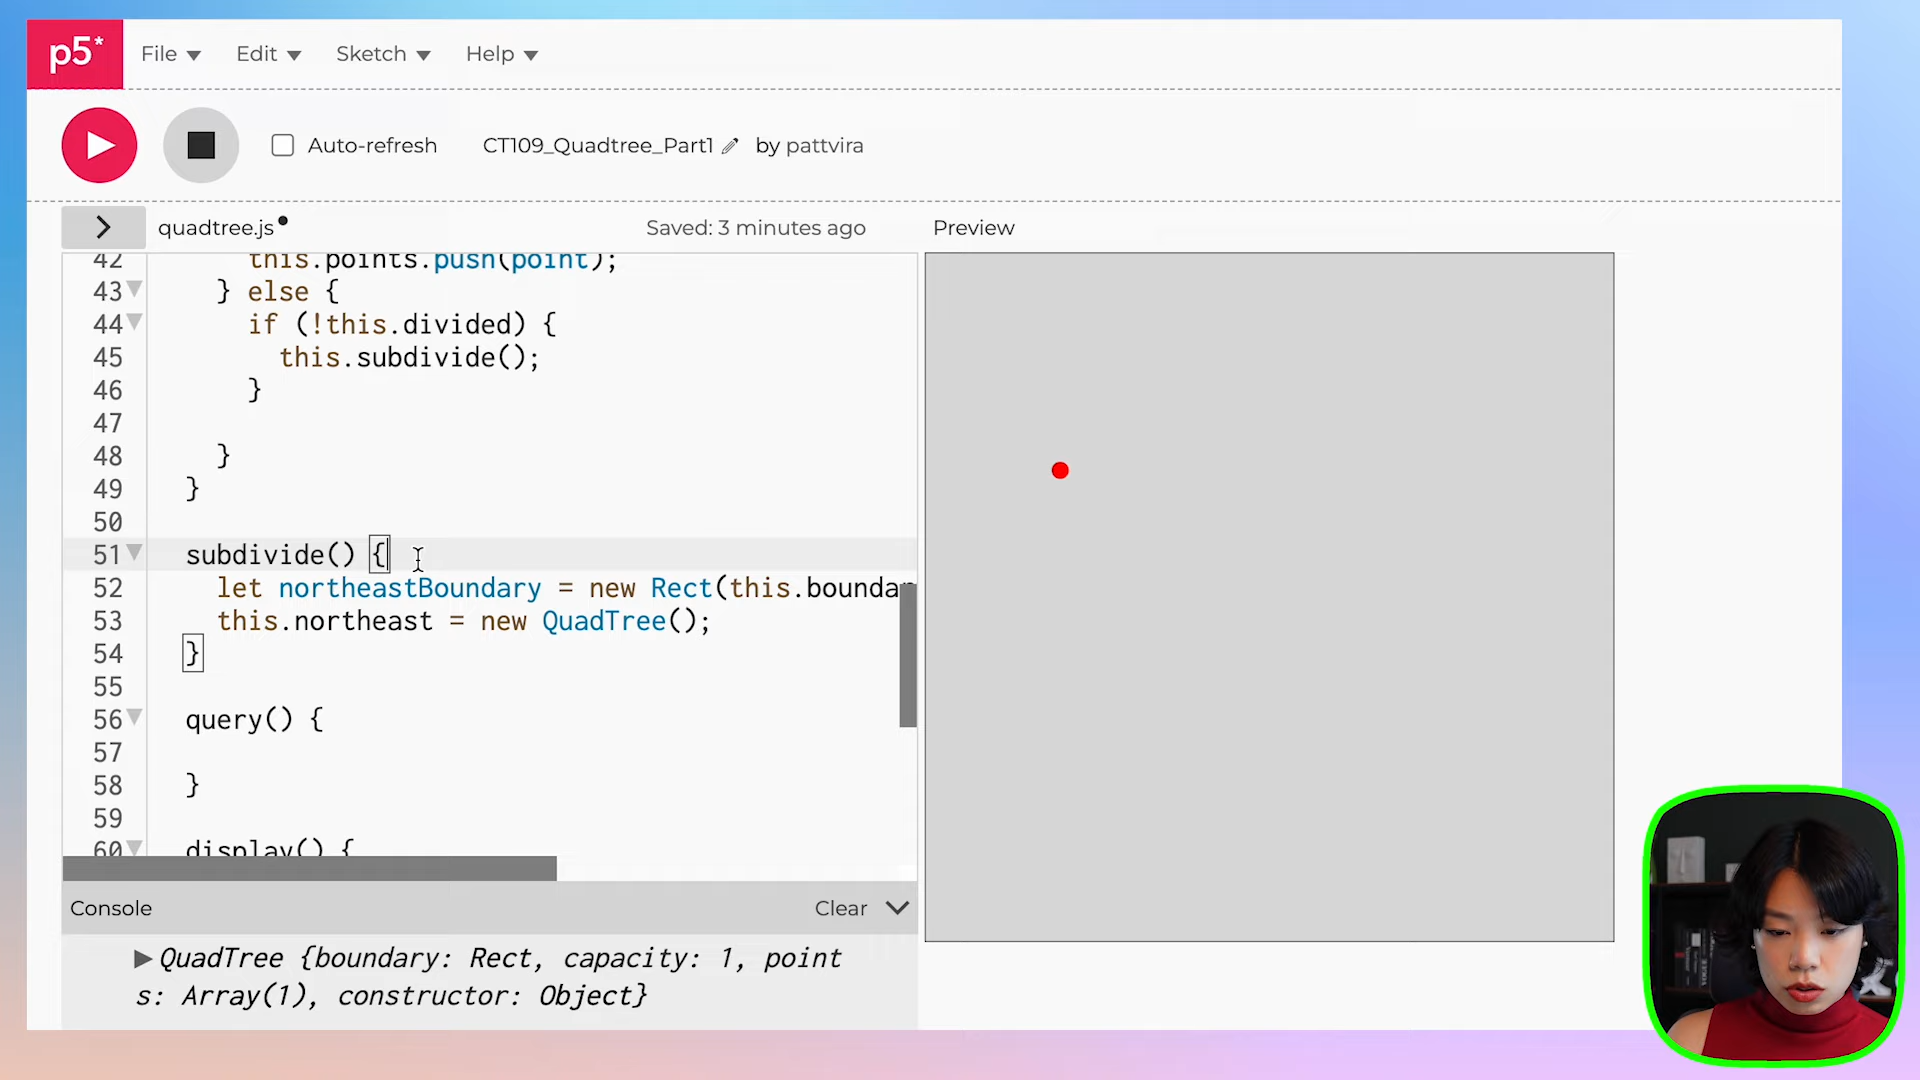 p5*
File Edit Sketch Help
Auto-refresh CT109_Quadtree_Part1 by pattvira
quadtree.js Saved: 3 minutes ago Preview
42 this.points.push(point);
43 } else {
44 if (!this.divided) {
45 this.subdivide();
46 }
47
48 }
49 }
50
51 subdivide() {
52 let northeastBoundary = new Rect(this.boundar
53 this.northeast = new QuadTree();
54 }
55
56 query() {
57
58 }
59
60 display() {
Console Clear
QuadTree {boundary: Rect, capacity: 1, point
s: Array(1), constructor: Object}